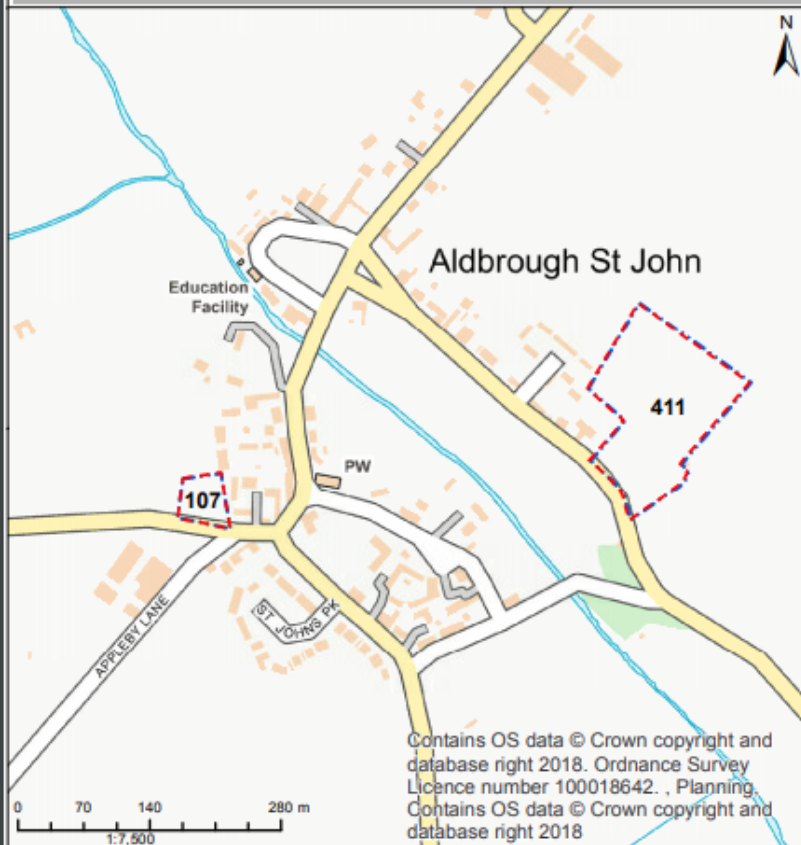 N
Aldbrough St John
Education
Facility
411
PW
107
ST JOHNS PK
APPLEBY LANE
Contains OS data © Crown copyright and
database right 2018. Ordnance Survey
Licence number 100018642. , Planning,
Contains OS data © Crown copyright and
database right 2018
0 70 140 280 m
1:7,500